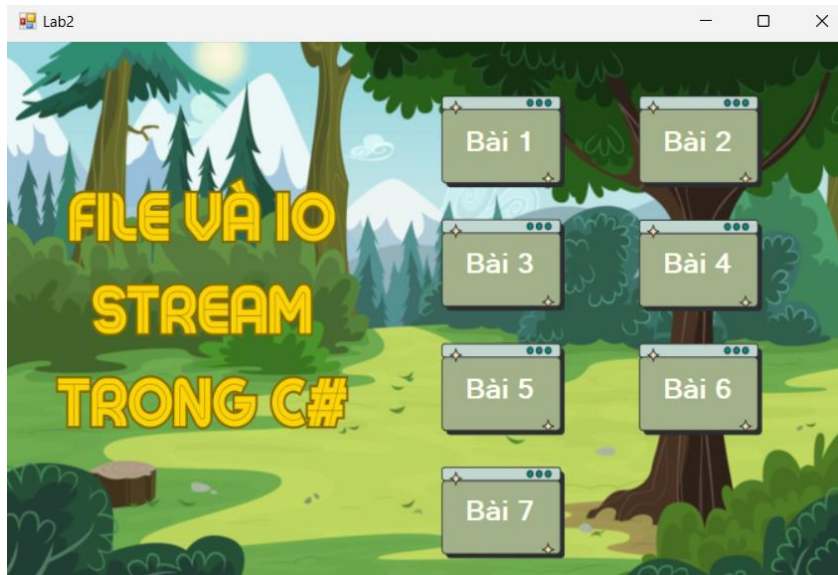 Lab2
FILE VÀ IO
STREAM
TRONG C#
Bài 1
Bài 2
Bài 3
Bài 4
Bài 5
Bài 6
Bài 7